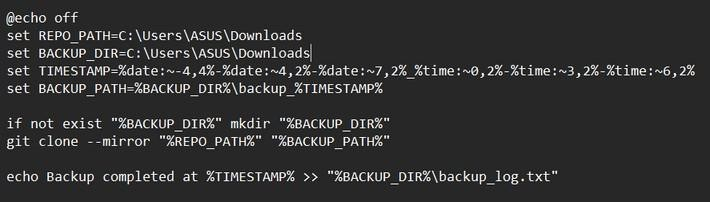 @echo off
set REPO_PATH=C:\Users\ASUS\Downloads
set BACKUP_DIR=C:\Users\ASUS\Downloads
set TIMESTAMP=%date:~-4,4%-%date:~4,2%-%date:~7,2%_%time:~0,2%-%time:~3,2%-%time:~6,2%
set BACKUP_PATH=%BACKUP_DIR%\backup_%TIMESTAMP%

if not exist "%BACKUP_DIR%" mkdir "%BACKUP_DIR%"
git clone --mirror "%REPO_PATH%" "%BACKUP_PATH%"

echo Backup completed at %TIMESTAMP% >> "%BACKUP_DIR%\backup_log.txt"